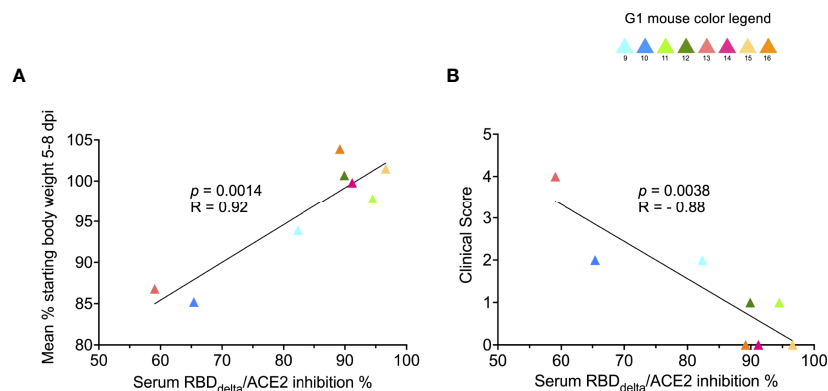 G1 mouse color legend
9 10 11 12 13 14 15 16
A
B
Mean % starting body weight 5-8 dpi
105
100
95
90
85
80
p = 0.0014
R = 0.92
50 60 70 80 90 100
Serum RBDdelta/ACE2 inhibition %
Clinical Sccre
5
4
3
2
1
0
p = 0.0038
R = - 0.88
50 60 70 80 90 100
Serum RBDdelta/ACE2 inhibition %